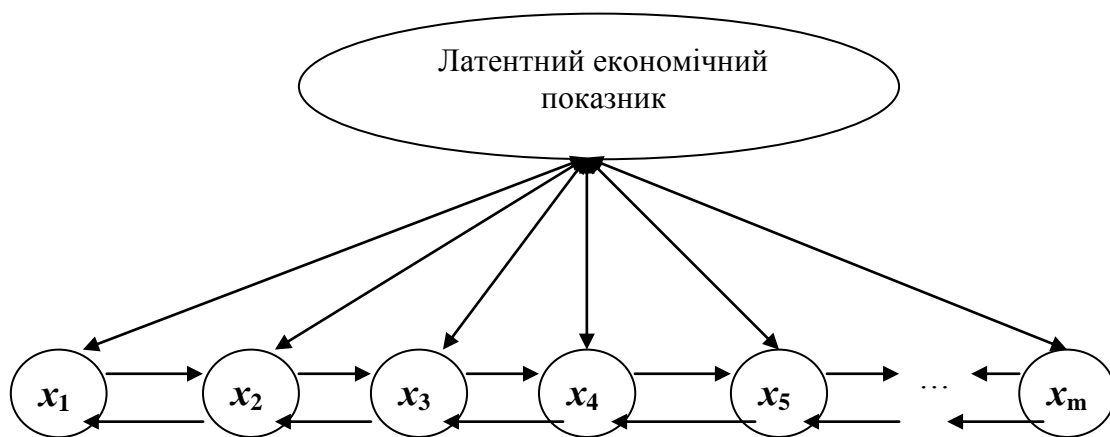 Латентний економічний
показник
x₁ x₂ x₃ x₄ x₅ … xₘ